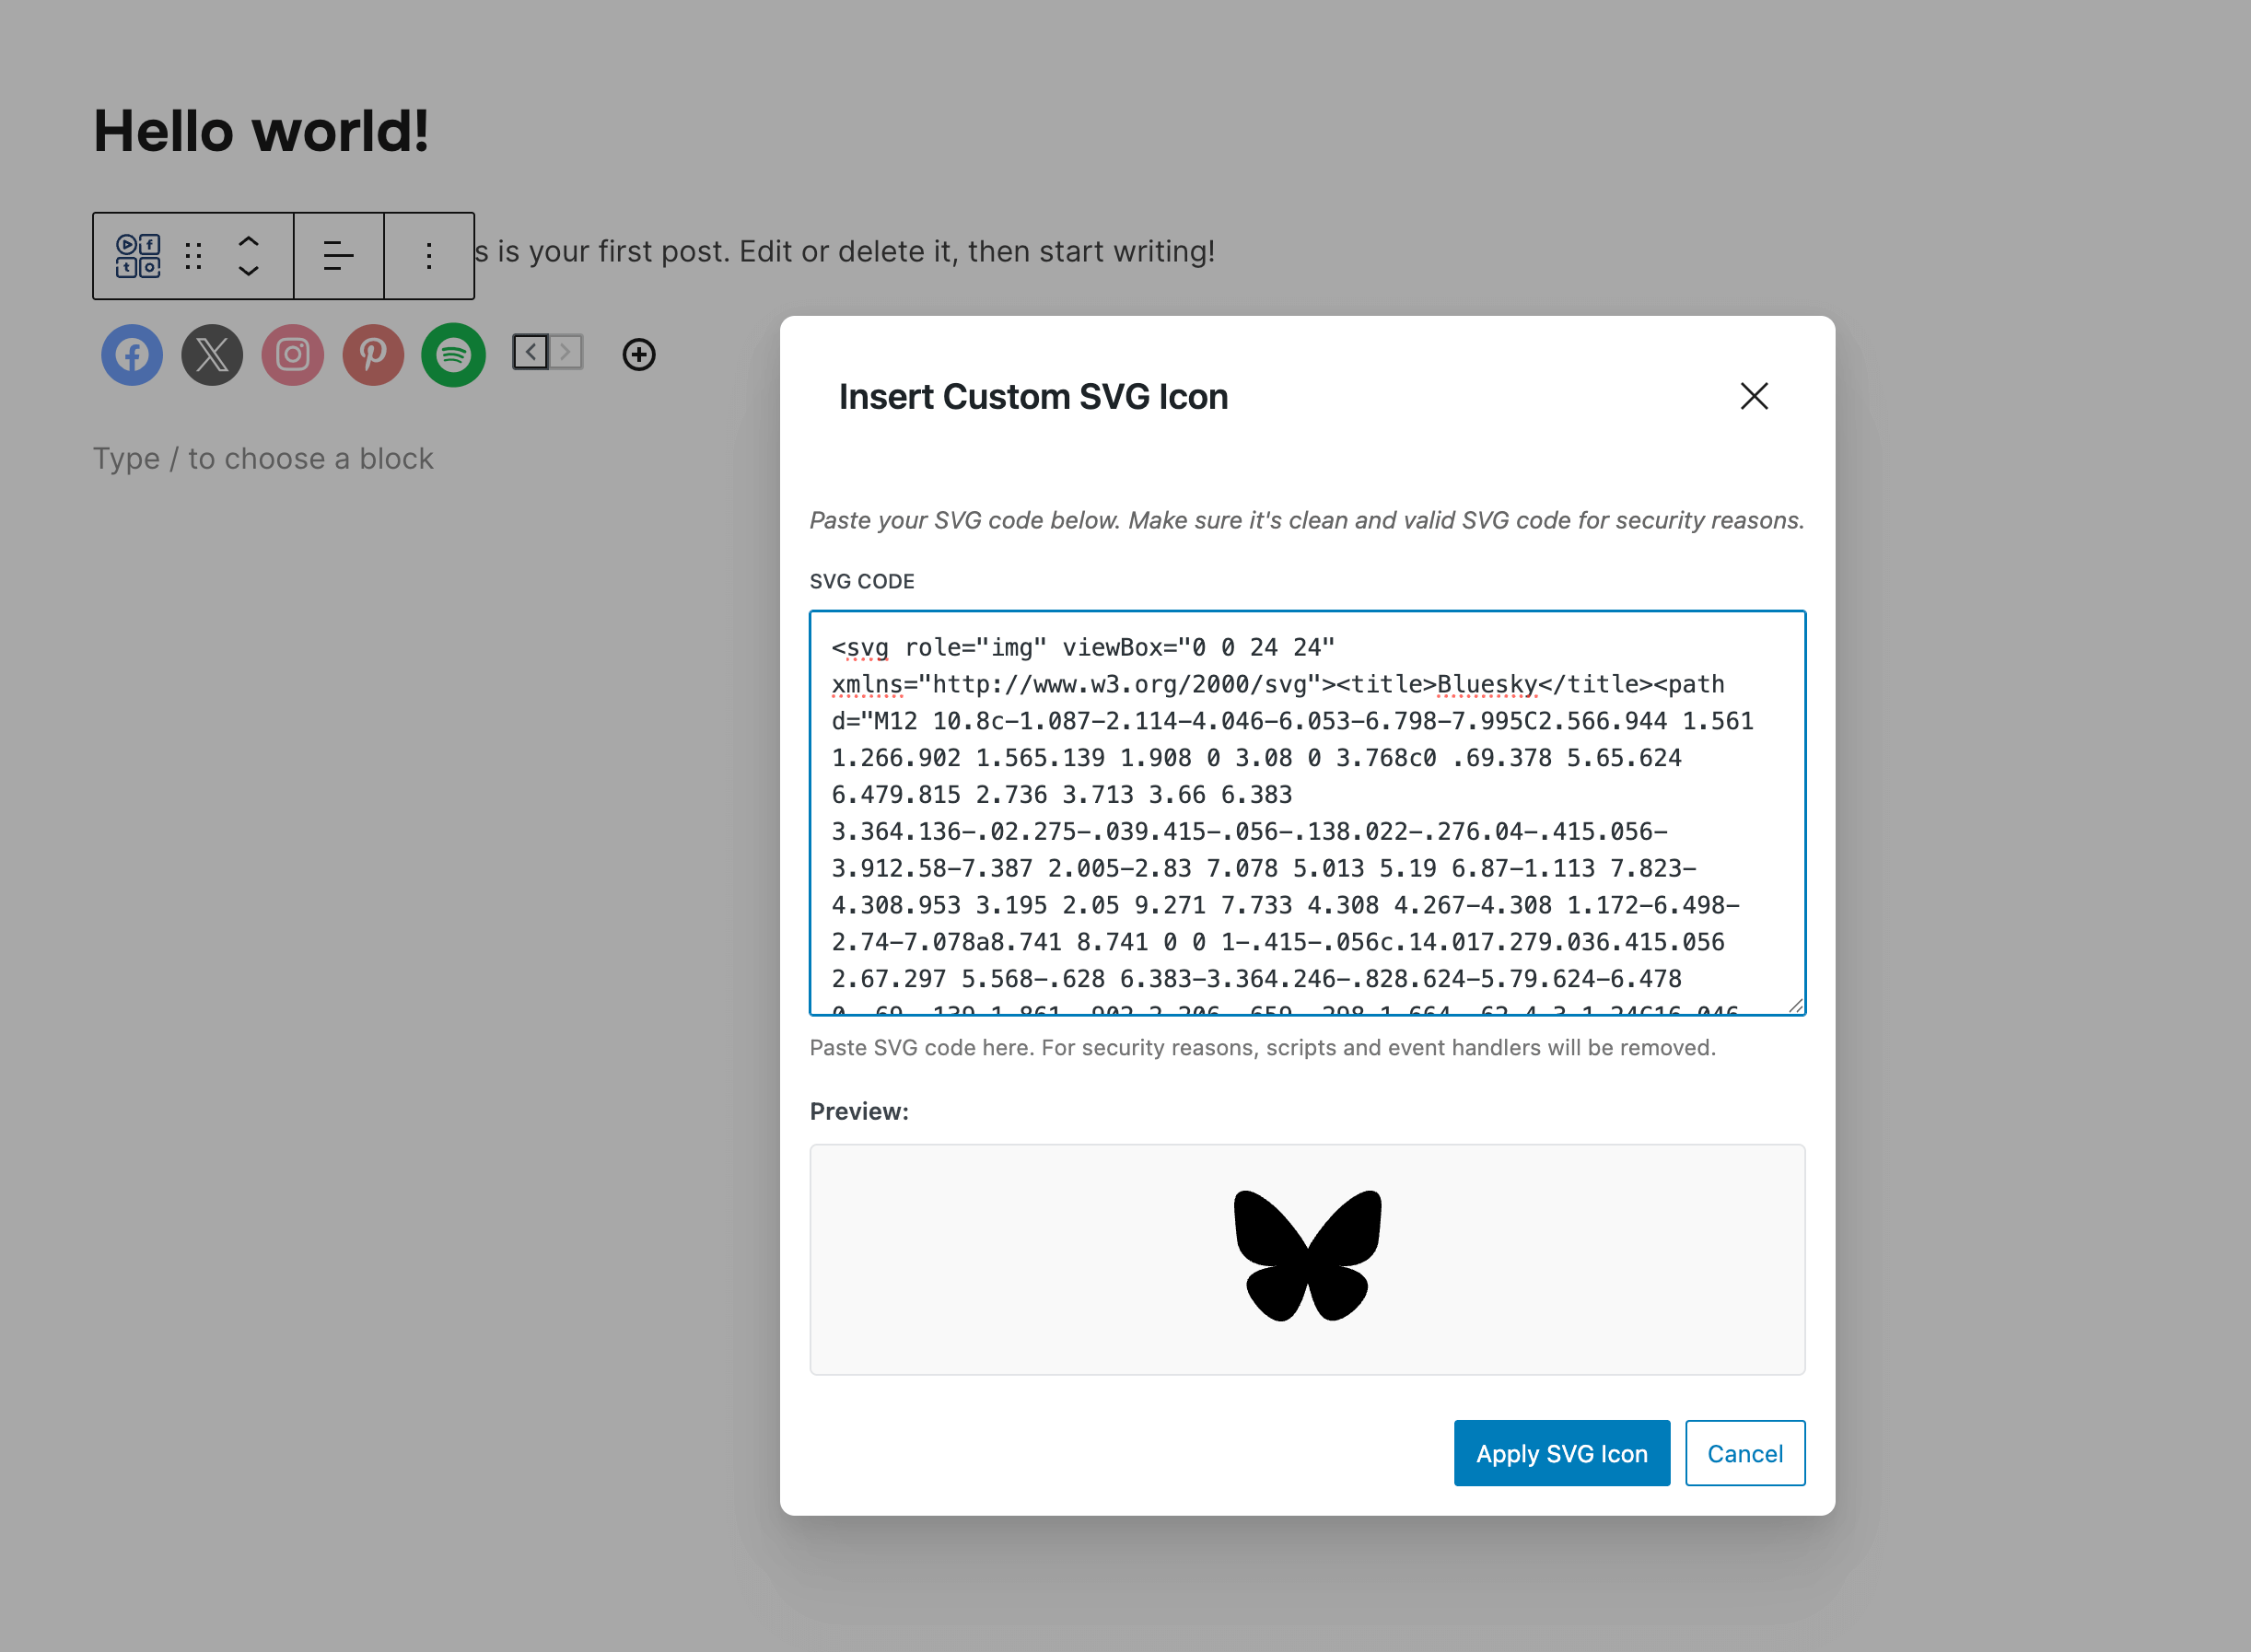 Hello world!
s is your first post. Edit or delete it, then start writing!
Type / to choose a block
Insert Custom SVG Icon
Paste your SVG code below. Make sure it's clean and valid SVG code for security reasons.
SVG CODE
<svg role="img" viewBox="0 0 24 24"
xmlns="http://www.w3.org/2000/svg"><title>Bluesky</title><path
d="M12 10.8c-1.087-2.114-4.046-6.053-6.798-7.995C2.566.944 1.561
1.266.902 1.565.139 1.908 0 3.08 0 3.768c0 .69.378 5.65.624
6.479.815 2.736 3.713 3.66 6.383
3.364.136-.02.275-.039.415-.056-.138.022-.276.04-.415.056-
3.912.58-7.387 2.005-2.83 7.078 5.013 5.19 6.87-1.113 7.823-
4.308.953 3.195 2.05 9.271 7.733 4.308 4.267-4.308 1.172-6.498-
2.74-7.078a8.741 8.741 0 0 1-.415-.056c.14.017.279.036.415.056
2.67.297 5.568-.628 6.383-3.364.246-.828.624-5.79.624-6.478
Paste SVG code here. For security reasons, scripts and event handlers will be removed.
Preview:
Apply SVG Icon
Cancel